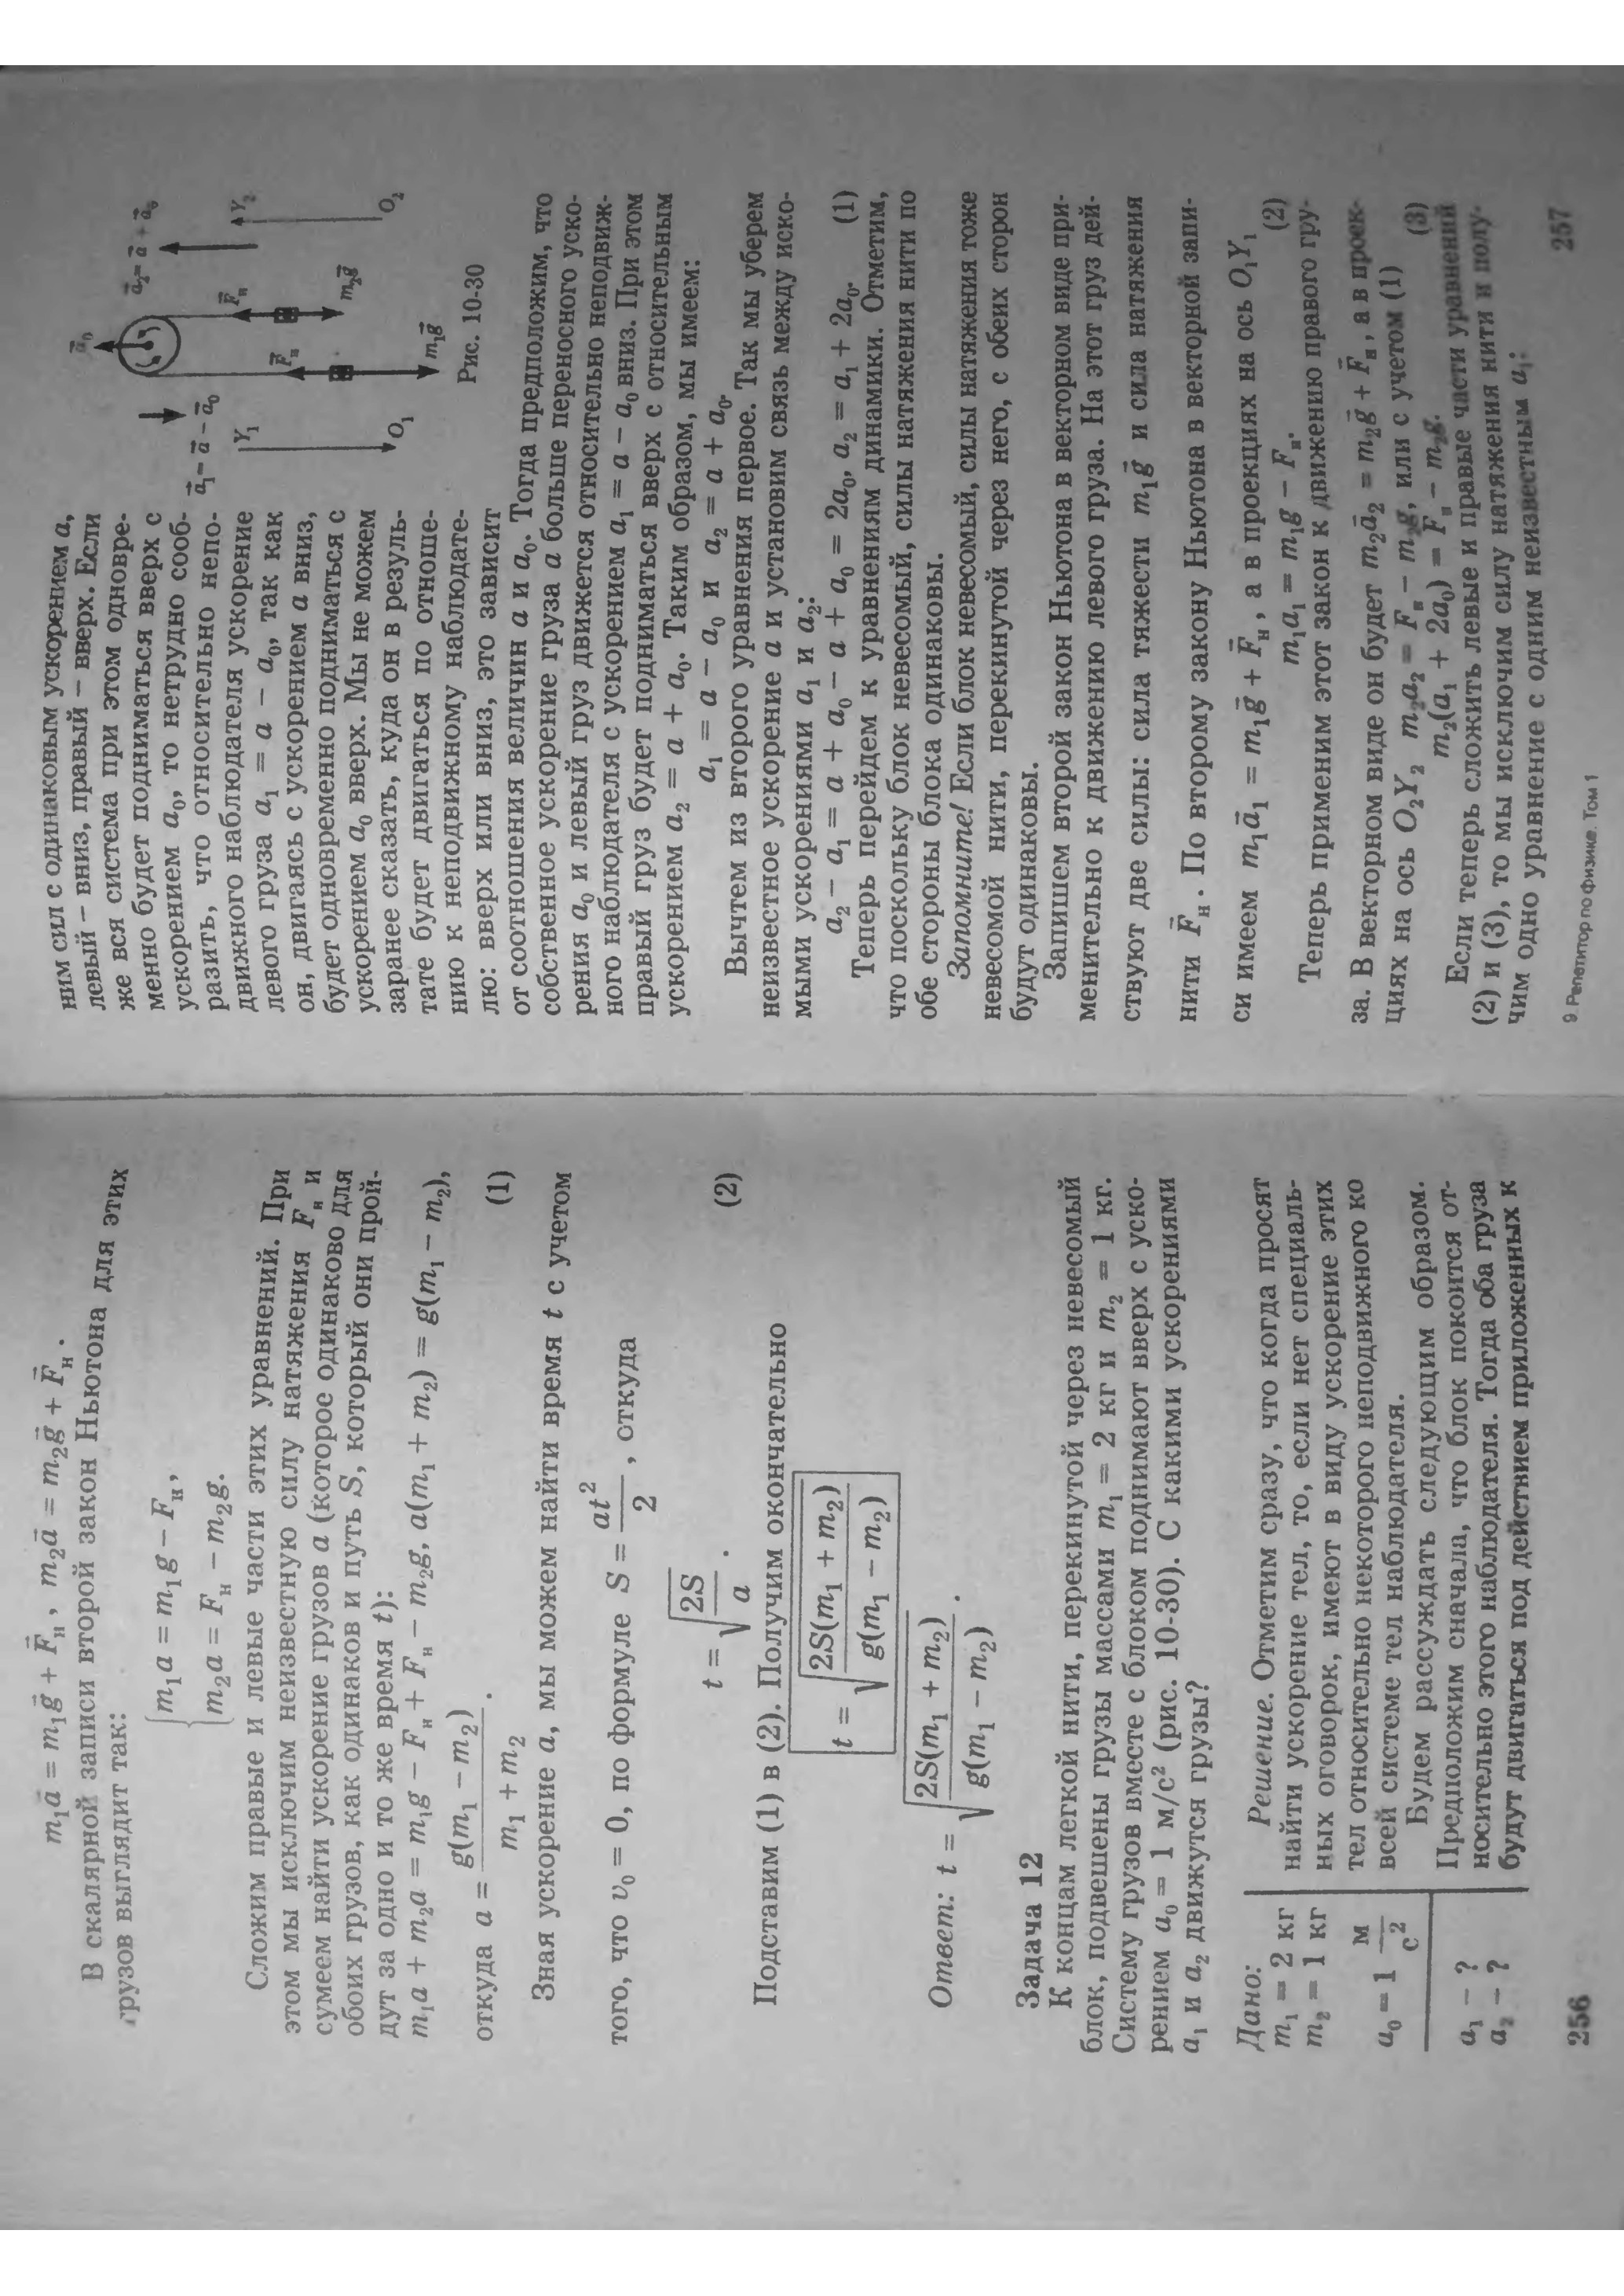 m₁a⃗ = m₁g⃗ + F⃗ₙ, m₂a⃗ = m₂g⃗ + F⃗ₙ.
В скалярной записи второй закон Ньютона для этих
грузов выглядит так:
{ m₁a = m₁g – Fₙ,
{ m₂a = Fₙ – m₂g.
Сложим правые и левые части этих уравнений. При
этом мы исключим неизвестную силу натяжения Fₙ и
сумеем найти ускорение грузов a (которое одинаково для
обоих грузов, как одинаков и путь S, который они прой-
дут за одно и то же время t):
m₁a + m₂a = m₁g – Fₙ + Fₙ – m₂g, a(m₁ + m₂) = g(m₁ – m₂),
откуда a = g(m₁ – m₂) / (m₁ + m₂). (1)
Зная ускорение a, мы можем найти время t с учетом
того, что v₀ = 0, по формуле S = at²/2, откуда
t = √(2S/a). (2)
Подставим (1) в (2). Получим окончательно
t = √(2S(m₁ + m₂) / g(m₁ – m₂))
Ответ: t = √(2S(m₁ + m₂) / g(m₁ – m₂)).
Задача 12
К концам легкой нити, перекинутой через невесомый
блок, подвешены грузы массами m₁ = 2 кг и m₂ = 1 кг.
Систему грузов вместе с блоком поднимают вверх с уско-
рением a₀ = 1 м/с² (рис. 10-30). С какими ускорениями
a₁ и a₂ движутся грузы?
Дано:
m₁ = 2 кг
m₂ = 1 кг
a₀ = 1 м/с²
a₁ – ?
a₂ – ?
Решение. Отметим сразу, что когда просят
найти ускорение тел, то, если нет специаль-
ных оговорок, имеют в виду ускорение этих
тел относительно некоторого неподвижного ко
всей системе тел наблюдателя.
Будем рассуждать следующим образом.
Предположим сначала, что блок покоится от-
носительно этого наблюдателя. Тогда оба груза
будут двигаться под действием приложенных к
256
ним сил с одинаковым ускорением a,
левый – вниз, правый – вверх. Если
же вся система при этом одновре-
менно будет подниматься вверх с
ускорением a₀, то нетрудно сооб-
разить, что относительно непо-
движного наблюдателя ускорение
левого груза a₁ = a – a₀, так как
он, двигаясь с ускорением a вниз,
будет одновременно подниматься с
ускорением a₀ вверх. Мы не можем
заранее сказать, куда он в резуль-
тате будет двигаться по отноше-
нию к неподвижному наблюдате-
лю: вверх или вниз, это зависит
a⃗₀
a⃗₁= a⃗ – a⃗₀
a⃗₂= a⃗ + a⃗₀
Y₁
O₁
Y₂
O₂
F⃗ₙ
F⃗ₙ
m₁g⃗
m₂g⃗
Рис. 10-30
от соотношения величин a и a₀. Тогда предположим, что
собственное ускорение груза a больше переносного уско-
рения a₀ и левый груз движется относительно неподвиж-
ного наблюдателя с ускорением a₁ = a – a₀ вниз. При этом
правый груз будет подниматься вверх с относительным
ускорением a₂ = a + a₀. Таким образом, мы имеем:
a₁ = a – a₀ и a₂ = a + a₀.
Вычтем из второго уравнения первое. Так мы уберем
неизвестное ускорение a и установим связь между иско-
мыми ускорениями a₁ и a₂:
a₂ – a₁ = a + a₀ – a + a₀ = 2a₀, a₂ = a₁ + 2a₀. (1)
Теперь перейдем к уравнениям динамики. Отметим,
что поскольку блок невесомый, силы натяжения нити по
обе стороны блока одинаковы.
Запомните! Если блок невесомый, силы натяжения тоже
невесомой нити, перекинутой через него, с обеих сторон
будут одинаковы.
Запишем второй закон Ньютона в векторном виде при-
менительно к движению левого груза. На этот груз дей-
ствуют две силы: сила тяжести m₁g⃗ и сила натяжения
нити F⃗ₙ. По второму закону Ньютона в векторной запи-
си имеем m₁a⃗₁ = m₁g⃗ + F⃗ₙ, а в проекциях на ось O₁Y₁
m₁a₁ = m₁g – Fₙ. (2)
Теперь применим этот закон к движению правого гру-
за. В векторном виде он будет m₂a⃗₂ = m₂g⃗ + F⃗ₙ, а в проек-
циях на ось O₂Y₂ m₂a₂ = Fₙ – m₂g, или с учетом (1)
m₂(a₁ + 2a₀) = Fₙ – m₂g. (3)
Если теперь сложить левые и правые части уравнений
(2) и (3), то мы исключим силу натяжения нити и полу-
чим одно уравнение с одним неизвестным a₁:
9. Репетитор по физике. Том 1
257